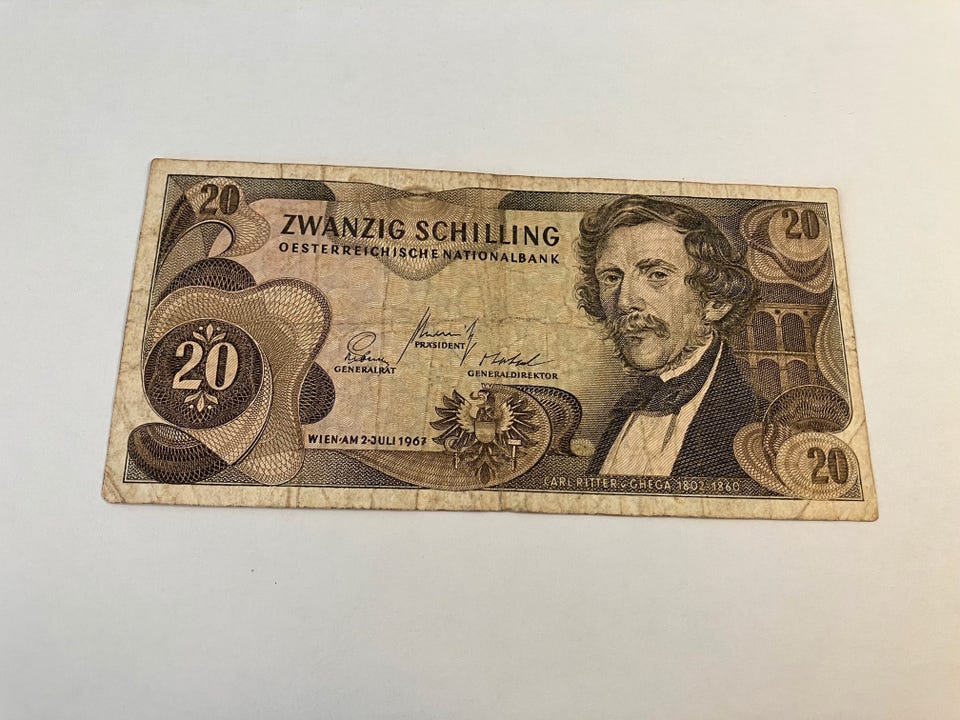 20
20
ZWANZIG SCHILLING
OESTERREICHISCHE NATIONALBANK
20
PRÄSIDENT
GENERALRAT
GENERALDIREKTOR
WIEN·AM 2·JULI 1967
CARL RITTER v. GHEGA 1802-1860
20